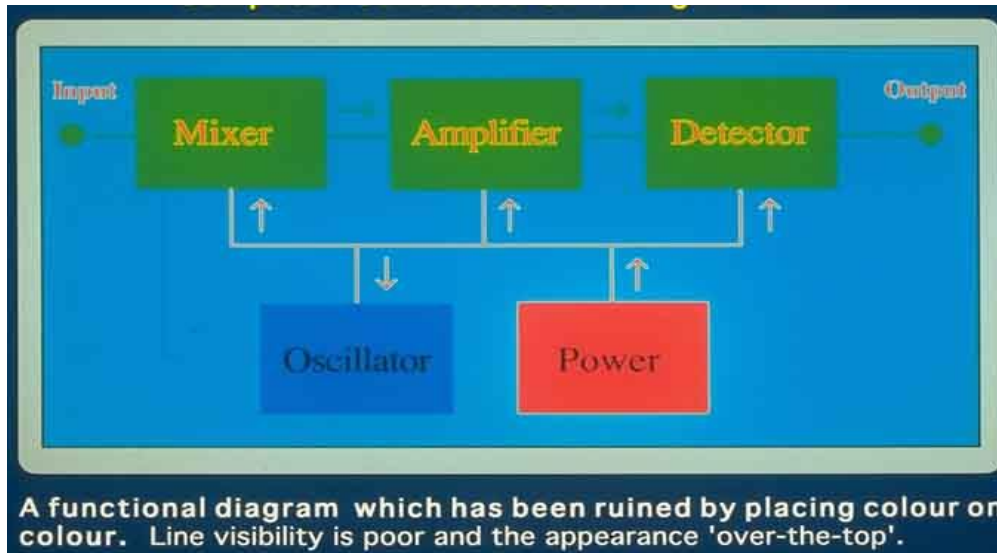 Input
Output
Mixer
Amplifier
Detector
Oscillator
Power
A functional diagram which has been ruined by placing colour on
colour. Line visibility is poor and the appearance 'over-the-top'.